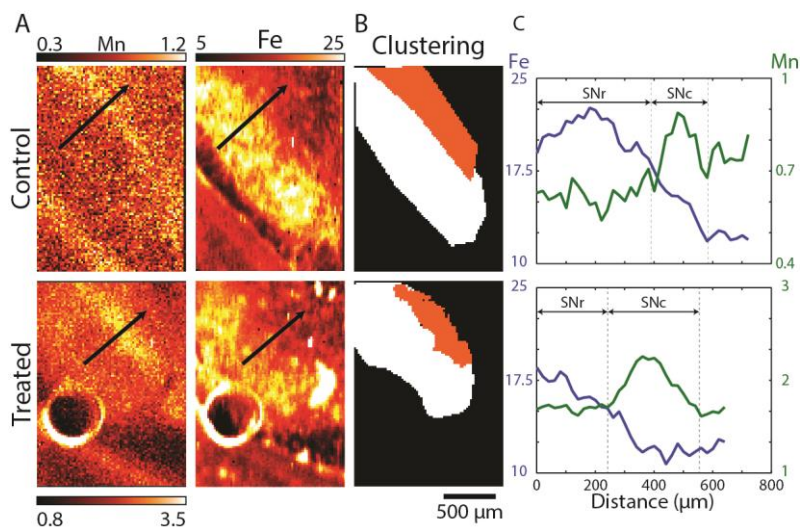 A
B
C
0.3 Mn 1.2
5 Fe 25
Clustering
Control
Treated
0.8 3.5
500 µm
Fe
Mn
25
17.5
10
SNr
SNc
1
0.7
0.4
25
17.5
10
SNr
SNc
3
2
1
0 200 400 600 800
Distance (µm)